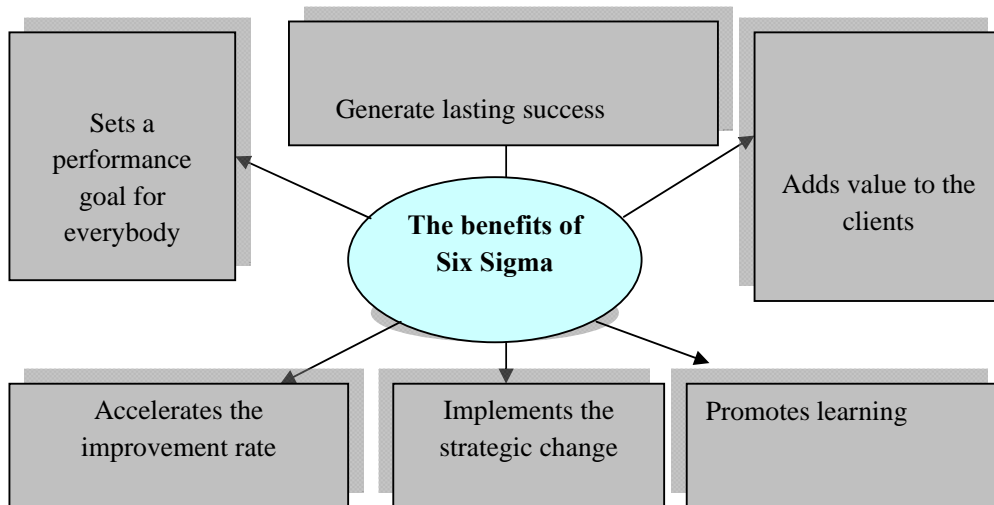 Generate lasting success
Sets a
performance
goal for
everybody
Adds value to the
clients
The benefits of
Six Sigma
Accelerates the
improvement rate
Implements the
strategic change
Promotes learning